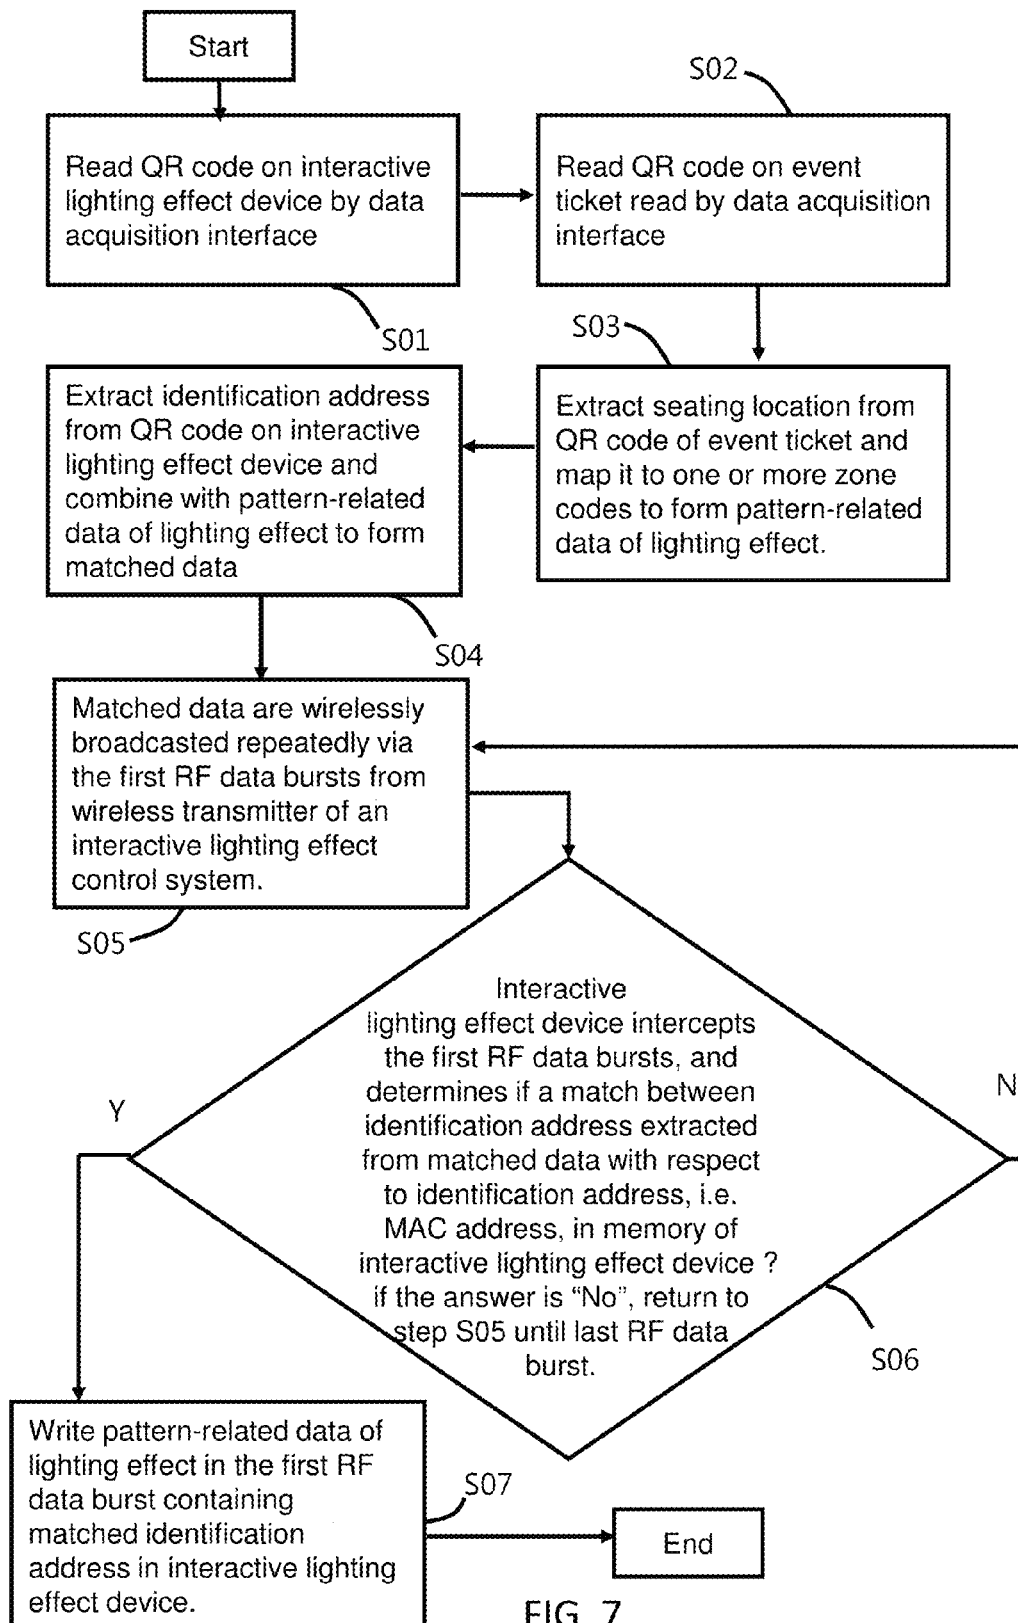 Start
S02
Read QR code on interactive
lighting effect device by data
acquisition interface
Read QR code on event
ticket read by data acquisition
interface
S01
S03
Extract seating location from
QR code of event ticket and
map it to one or more zone
codes to form pattern-related
data of lighting effect.
Extract identification address
from QR code on interactive
lighting effect device and
combine with pattern-related
data of lighting effect to form
matched data
S04
Matched data are wirelessly
broadcasted repeatedly via
the first RF data bursts from
wireless transmitter of an
interactive lighting effect
control system.
S05
Interactive
lighting effect device intercepts
the first RF data bursts, and
determines if a match between
identification address extracted
from matched data with respect
to identification address, i.e.
MAC address, in memory of
interactive lighting effect device ?
if the answer is “No”, return to
step S05 until last RF data
burst.
Y
N
S06
Write pattern-related data of
lighting effect in the first RF
data burst containing
matched identification
address in interactive lighting
effect device.
S07
End
FIG. 7